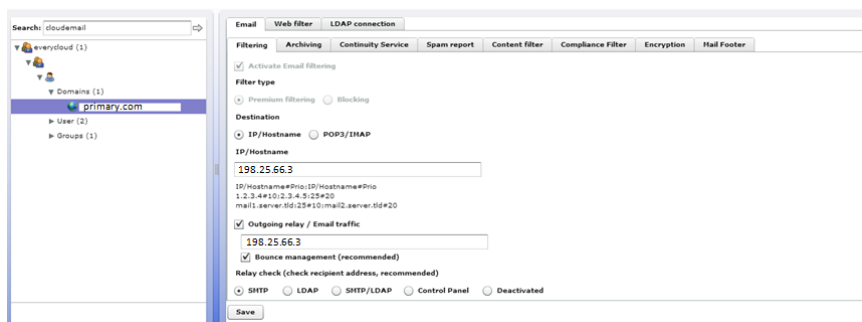 Search: cloudemail
everycloud (1)
Domains (1)
primary.com
User (2)
Groups (1)
Email Web filter LDAP connection
Filtering Archiving Continuity Service Spam report Content filter Compliance Filter Encryption Mail Footer
Activate Email filtering
Filter type
Premium filtering Blocking
Destination
IP/Hostname POP3/IMAP
IP/Hostname
198.25.66.3
IP/Hostname#Prio;IP/Hostname#Prio
1.2.3.4#10;2.3.4.5:25#20
mail1.server.tld:25#10;mail2.server.tld#20
Outgoing relay / Email traffic
198.25.66.3
Bounce management (recommended)
Relay check (check recipient address, recommended)
SMTP LDAP SMTP/LDAP Control Panel Deactivated
Save